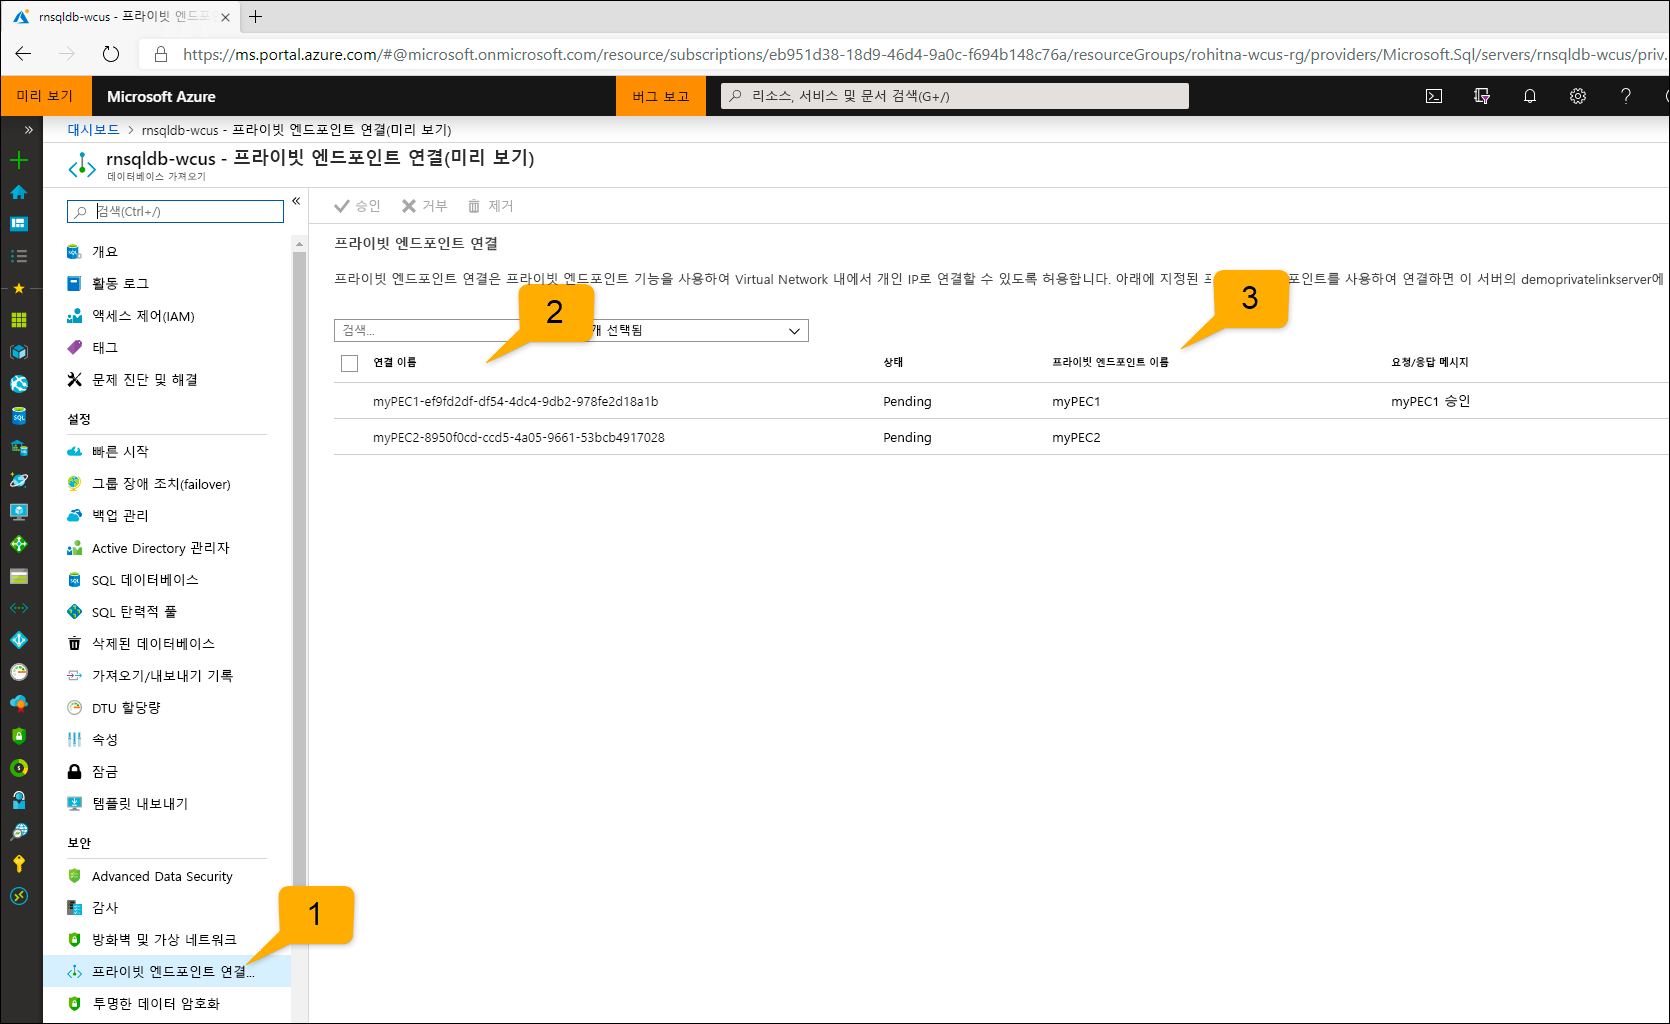 rnsqldb-wcus - 프라이빗 엔드포인
https://ms.portal.azure.com/#@microsoft.onmicrosoft.com/resource/subscriptions/eb951d38-18d9-46d4-9a0c-f694b148c76a/resourceGroups/rohitna-wcus-rg/providers/Microsoft.Sql/servers/rnsqldb-wcus/priv.
미리 보기 Microsoft Azure 버그 보고 리소스, 서비스 및 문서 검색(G+/)
대시보드 > rnsqldb-wcus - 프라이빗 엔드포인트 연결(미리 보기)
rnsqldb-wcus - 프라이빗 엔드포인트 연결(미리 보기)
데이터베이스 가져오기
검색(Ctrl+/)
개요
활동 로그
액세스 제어(IAM)
태그
문제 진단 및 해결
설정
빠른 시작
그룹 장애 조치(failover)
백업 관리
Active Directory 관리자
SQL 데이터베이스
SQL 탄력적 풀
삭제된 데이터베이스
가져오기/내보내기 기록
DTU 할당량
속성
잠금
템플릿 내보내기
보안
Advanced Data Security
감사
방화벽 및 가상 네트워크
프라이빗 엔드포인트 연결...
투명한 데이터 암호화
1
승인 거부 제거
프라이빗 엔드포인트 연결
프라이빗 엔드포인트 연결은 프라이빗 엔드포인트 기능을 사용하여 Virtual Network 내에서 개인 IP로 연결할 수 있도록 허용합니다. 아래에 지정된 포인트를 사용하여 연결하면 이 서버의 demoprivatelinkserver에
2
3
검색... 개 선택됨
연결 이름 상태 프라이빗 엔드포인트 이름 요청/응답 메시지
myPEC1-ef9fd2df-df54-4dc4-9db2-978fe2d18a1b Pending myPEC1 myPEC1 승인
myPEC2-8950f0cd-ccd5-4a05-9661-53bcb4917028 Pending myPEC2